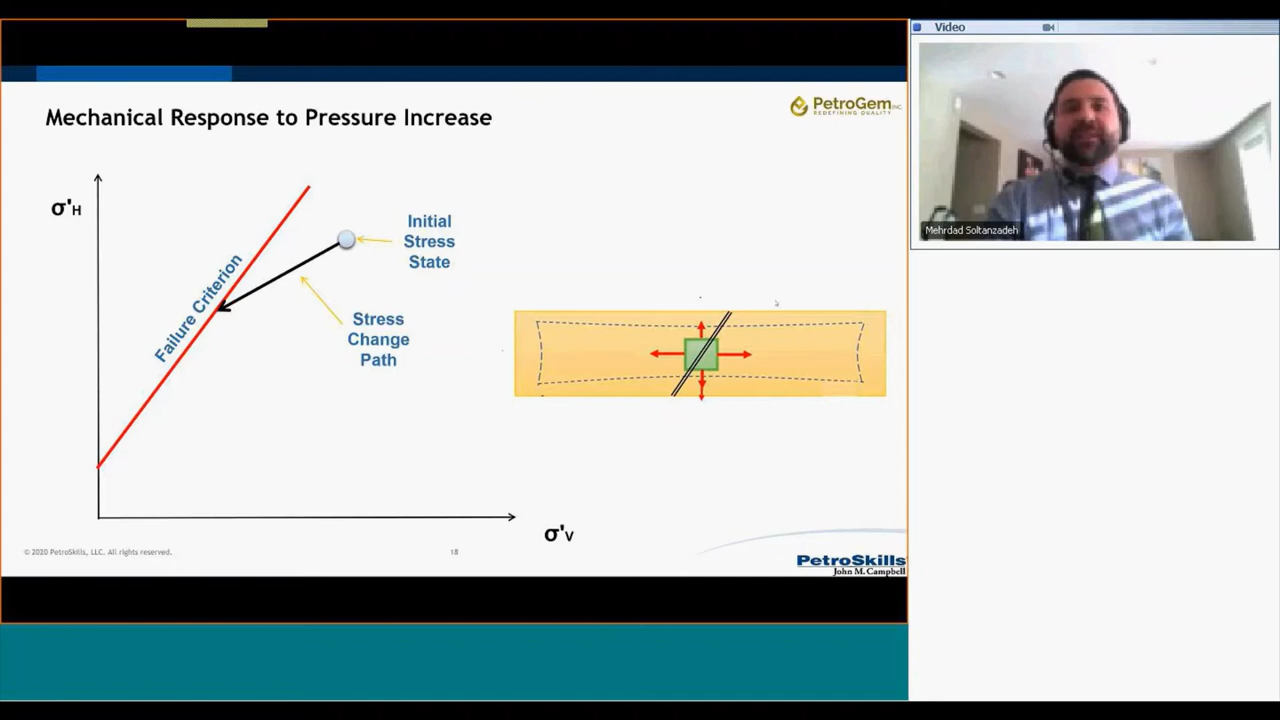 Video
Mechanical Response to Pressure Increase
PetroGem INC
REDEFINING QUALITY
σ'H
Initial
Stress
State
Failure Criterion
Stress
Change
Path
σ'V
© 2020 PetroSkills, LLC. All rights reserved.
18
PetroSkills
John M. Campbell
Mehrdad Soltanzadeh